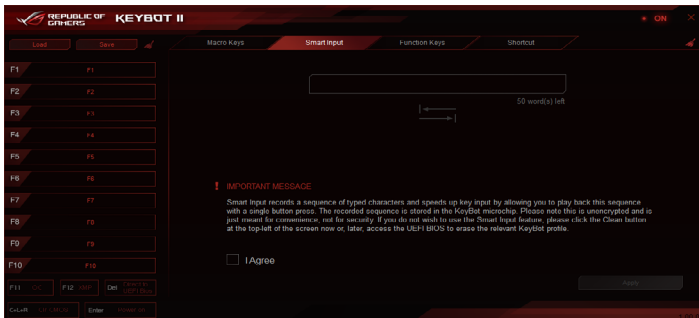 REPUBLIC OF GAMERS KEYBOT II
ON
Load Save
Macro Keys Smart Input Function Keys Shortcut
F1 F1
F2 F2
F3 F3
F4 F4
F5 F5
F6 F6
F7 F7
F8 F8
F9 F9
F10 F10
F11
F12 XMP
Del
C+L+R
Enter
50 word(s) left
! IMPORTANT MESSAGE
Smart Input records a sequence of typed characters and speeds up key input by allowing you to play back this sequence
with a single button press. The recorded sequence is stored in the KeyBot microchip. Please note this is unencrypted and is
just meant for convenience, not for security. If you do not wish to use the Smart Input feature, please click the Clean button
at the top-left of the screen now or, later, access the UEFI BIOS to erase the relevant KeyBot profile.
I Agree
Apply